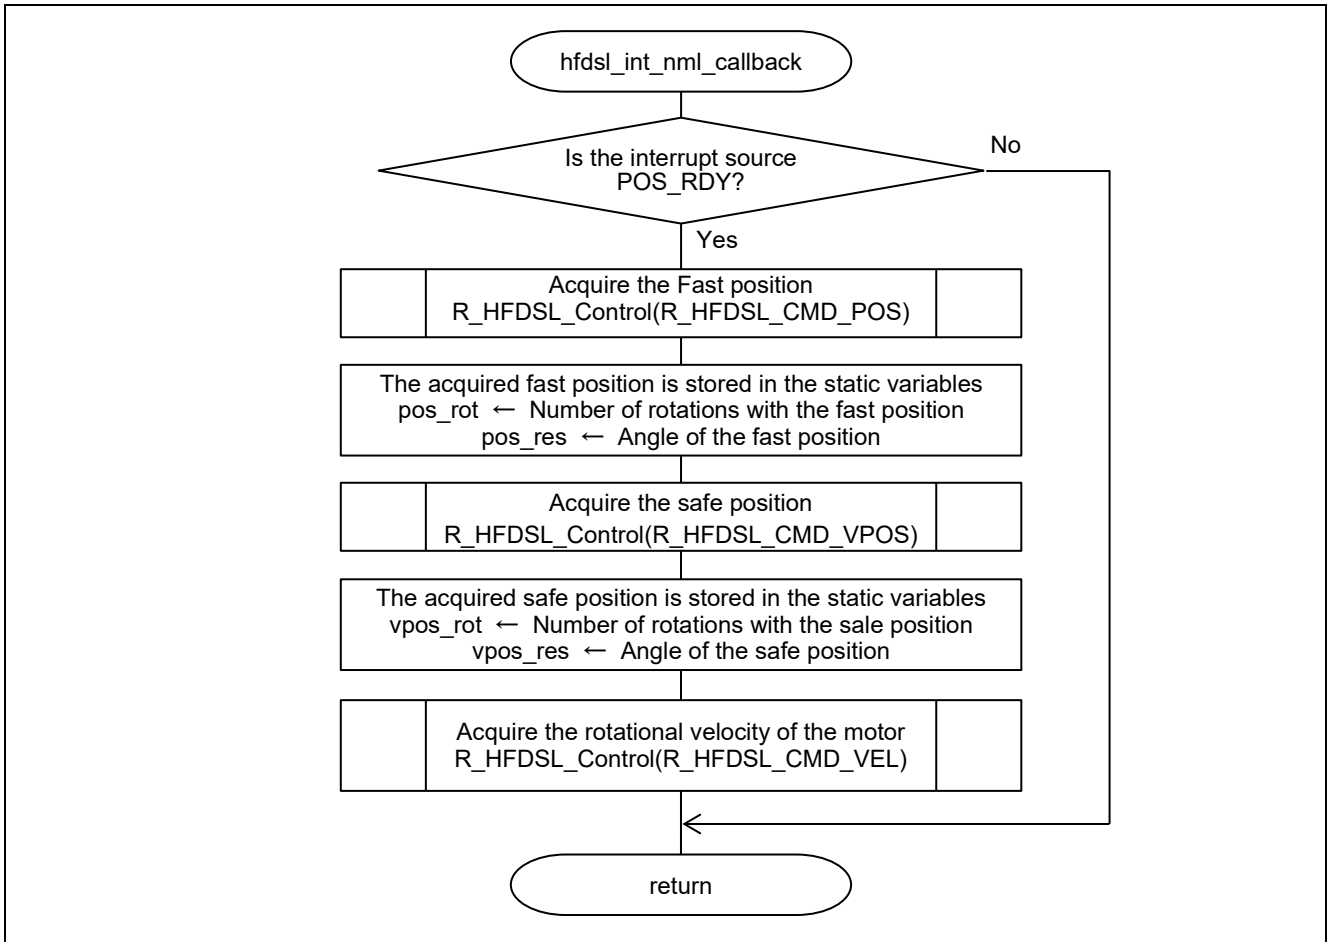 hfdsl_int_nml_callback
Is the interrupt source
POS_RDY?
No
Yes
Acquire the Fast position
R_HFDSL_Control(R_HFDSL_CMD_POS)
The acquired fast position is stored in the static variables
pos_rot ← Number of rotations with the fast position
pos_res ← Angle of the fast position
Acquire the safe position
R_HFDSL_Control(R_HFDSL_CMD_VPOS)
The acquired safe position is stored in the static variables
vpos_rot ← Number of rotations with the sale position
vpos_res ← Angle of the safe position
Acquire the rotational velocity of the motor
R_HFDSL_Control(R_HFDSL_CMD_VEL)
return